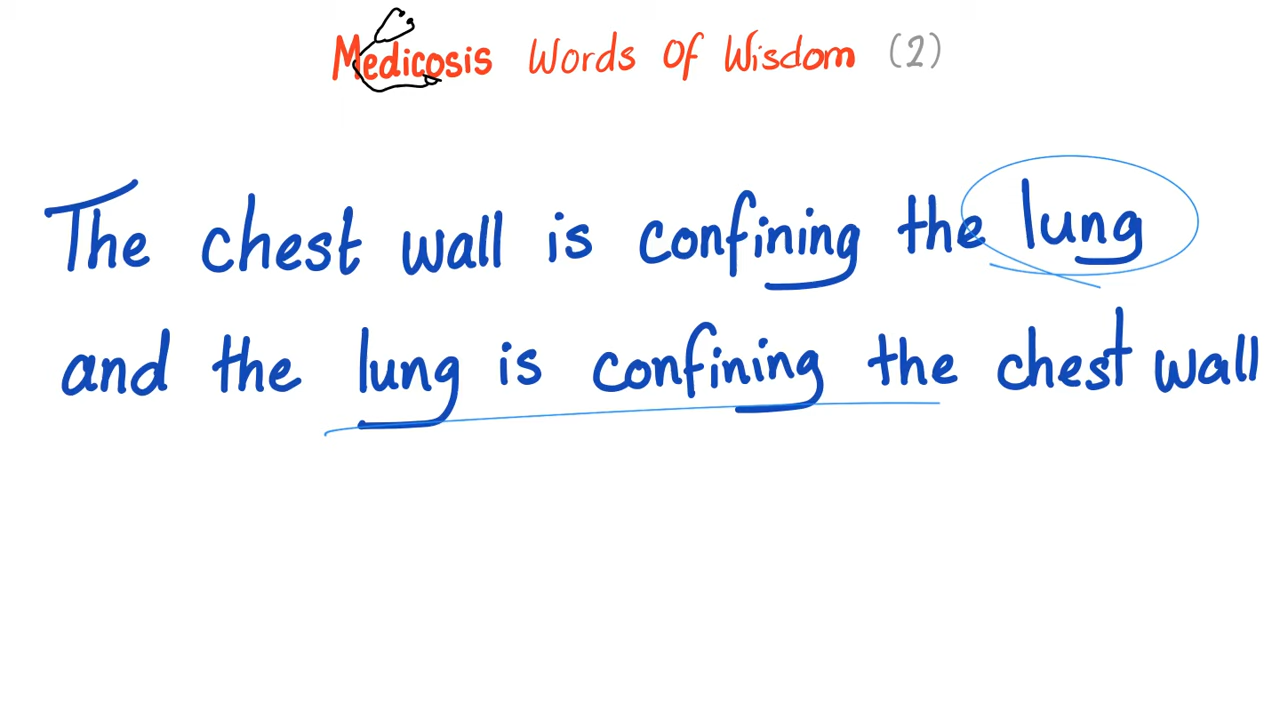 Medicosis Words Of Wisdom (2)
The chest wall is confining the lung
and the lung is confining the chest wall